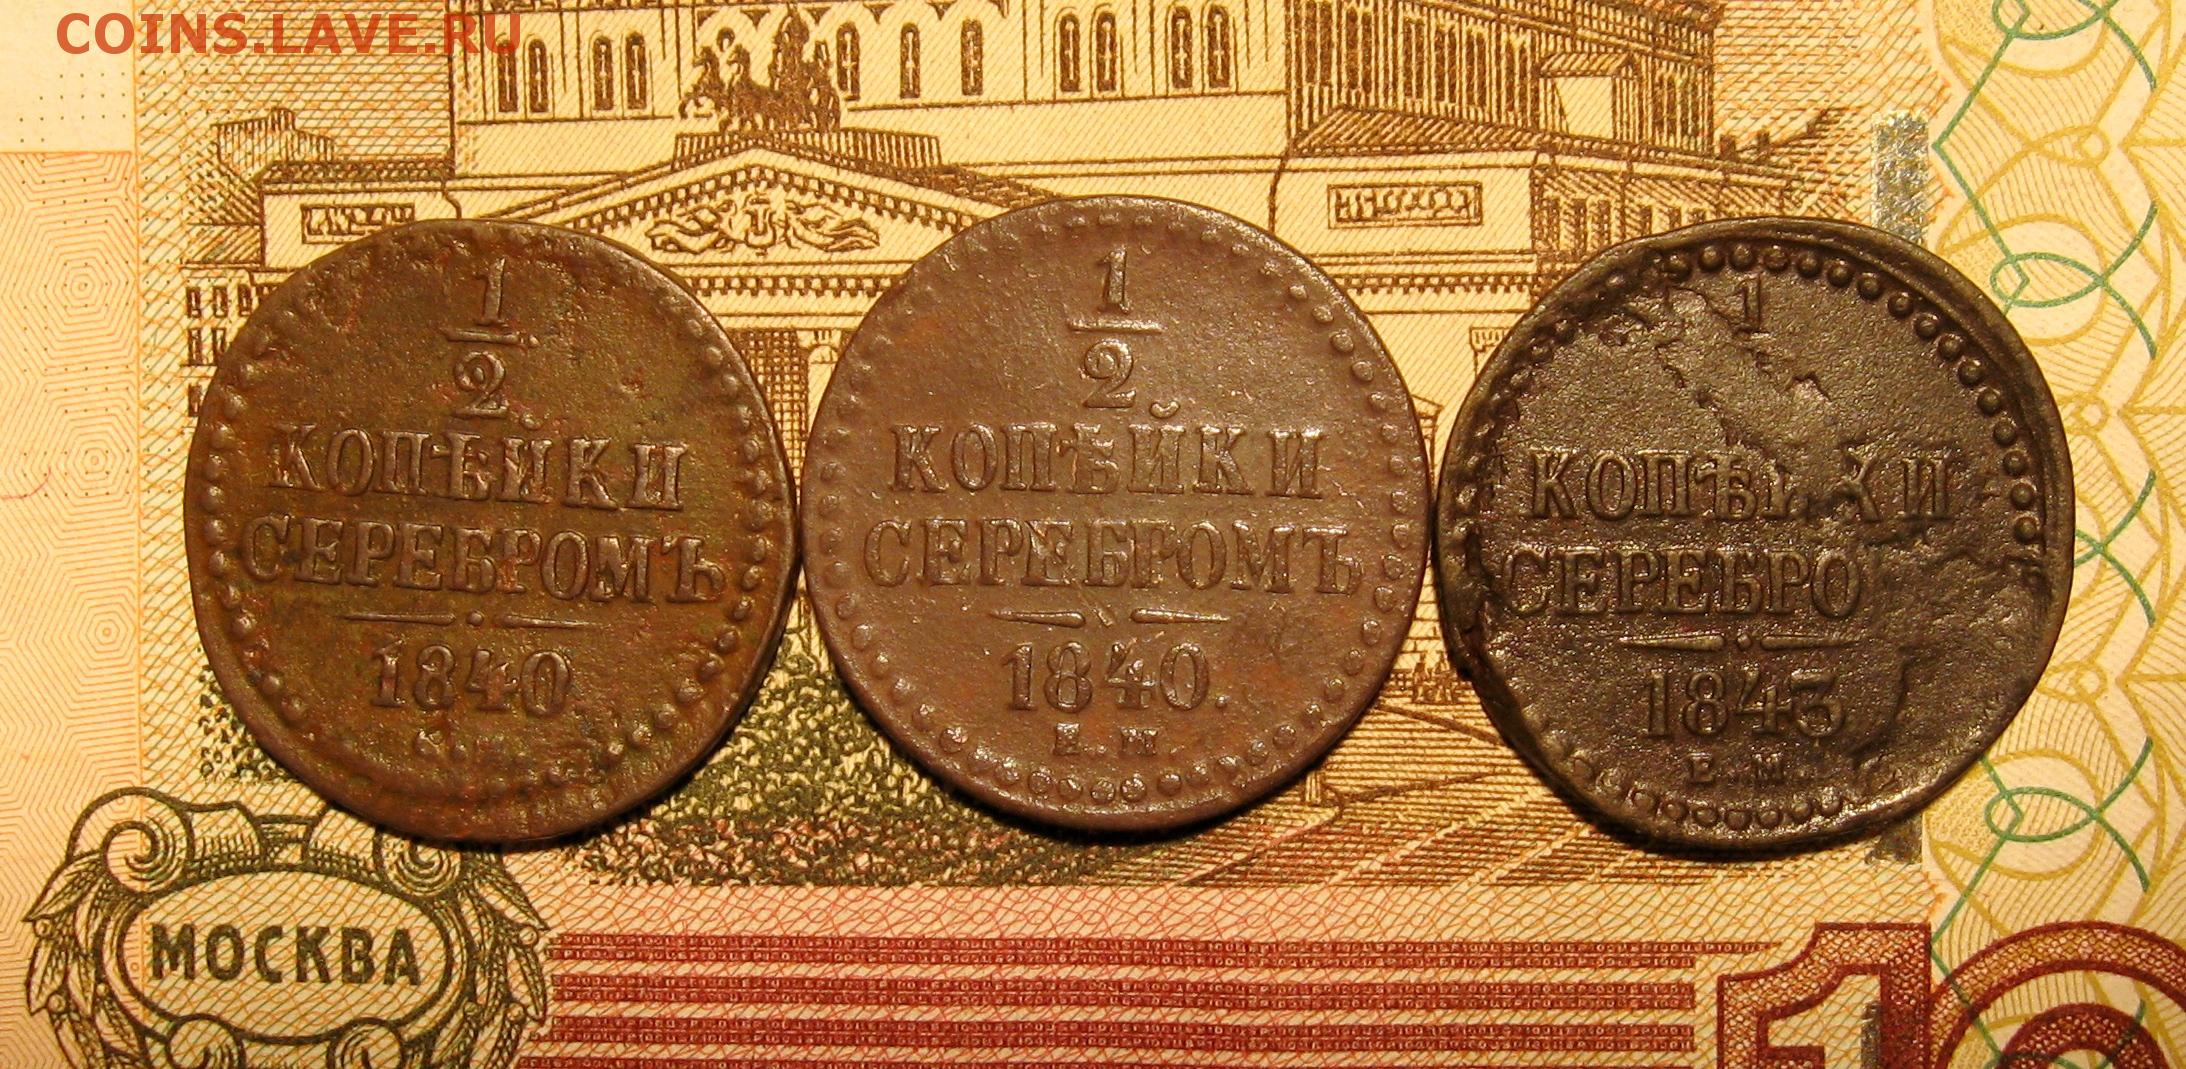 COINS.LAVE.RU
1
2
КОПѢЙКИ
СЕРЕБРОМЪ
1840
1
2
КОПѢЙКИ
СЕРЕБРОМЪ
1840.
Е.М.
1
КОПѢЙКИ
СЕРЕБРО
1843
Е.М.
МОСКВА